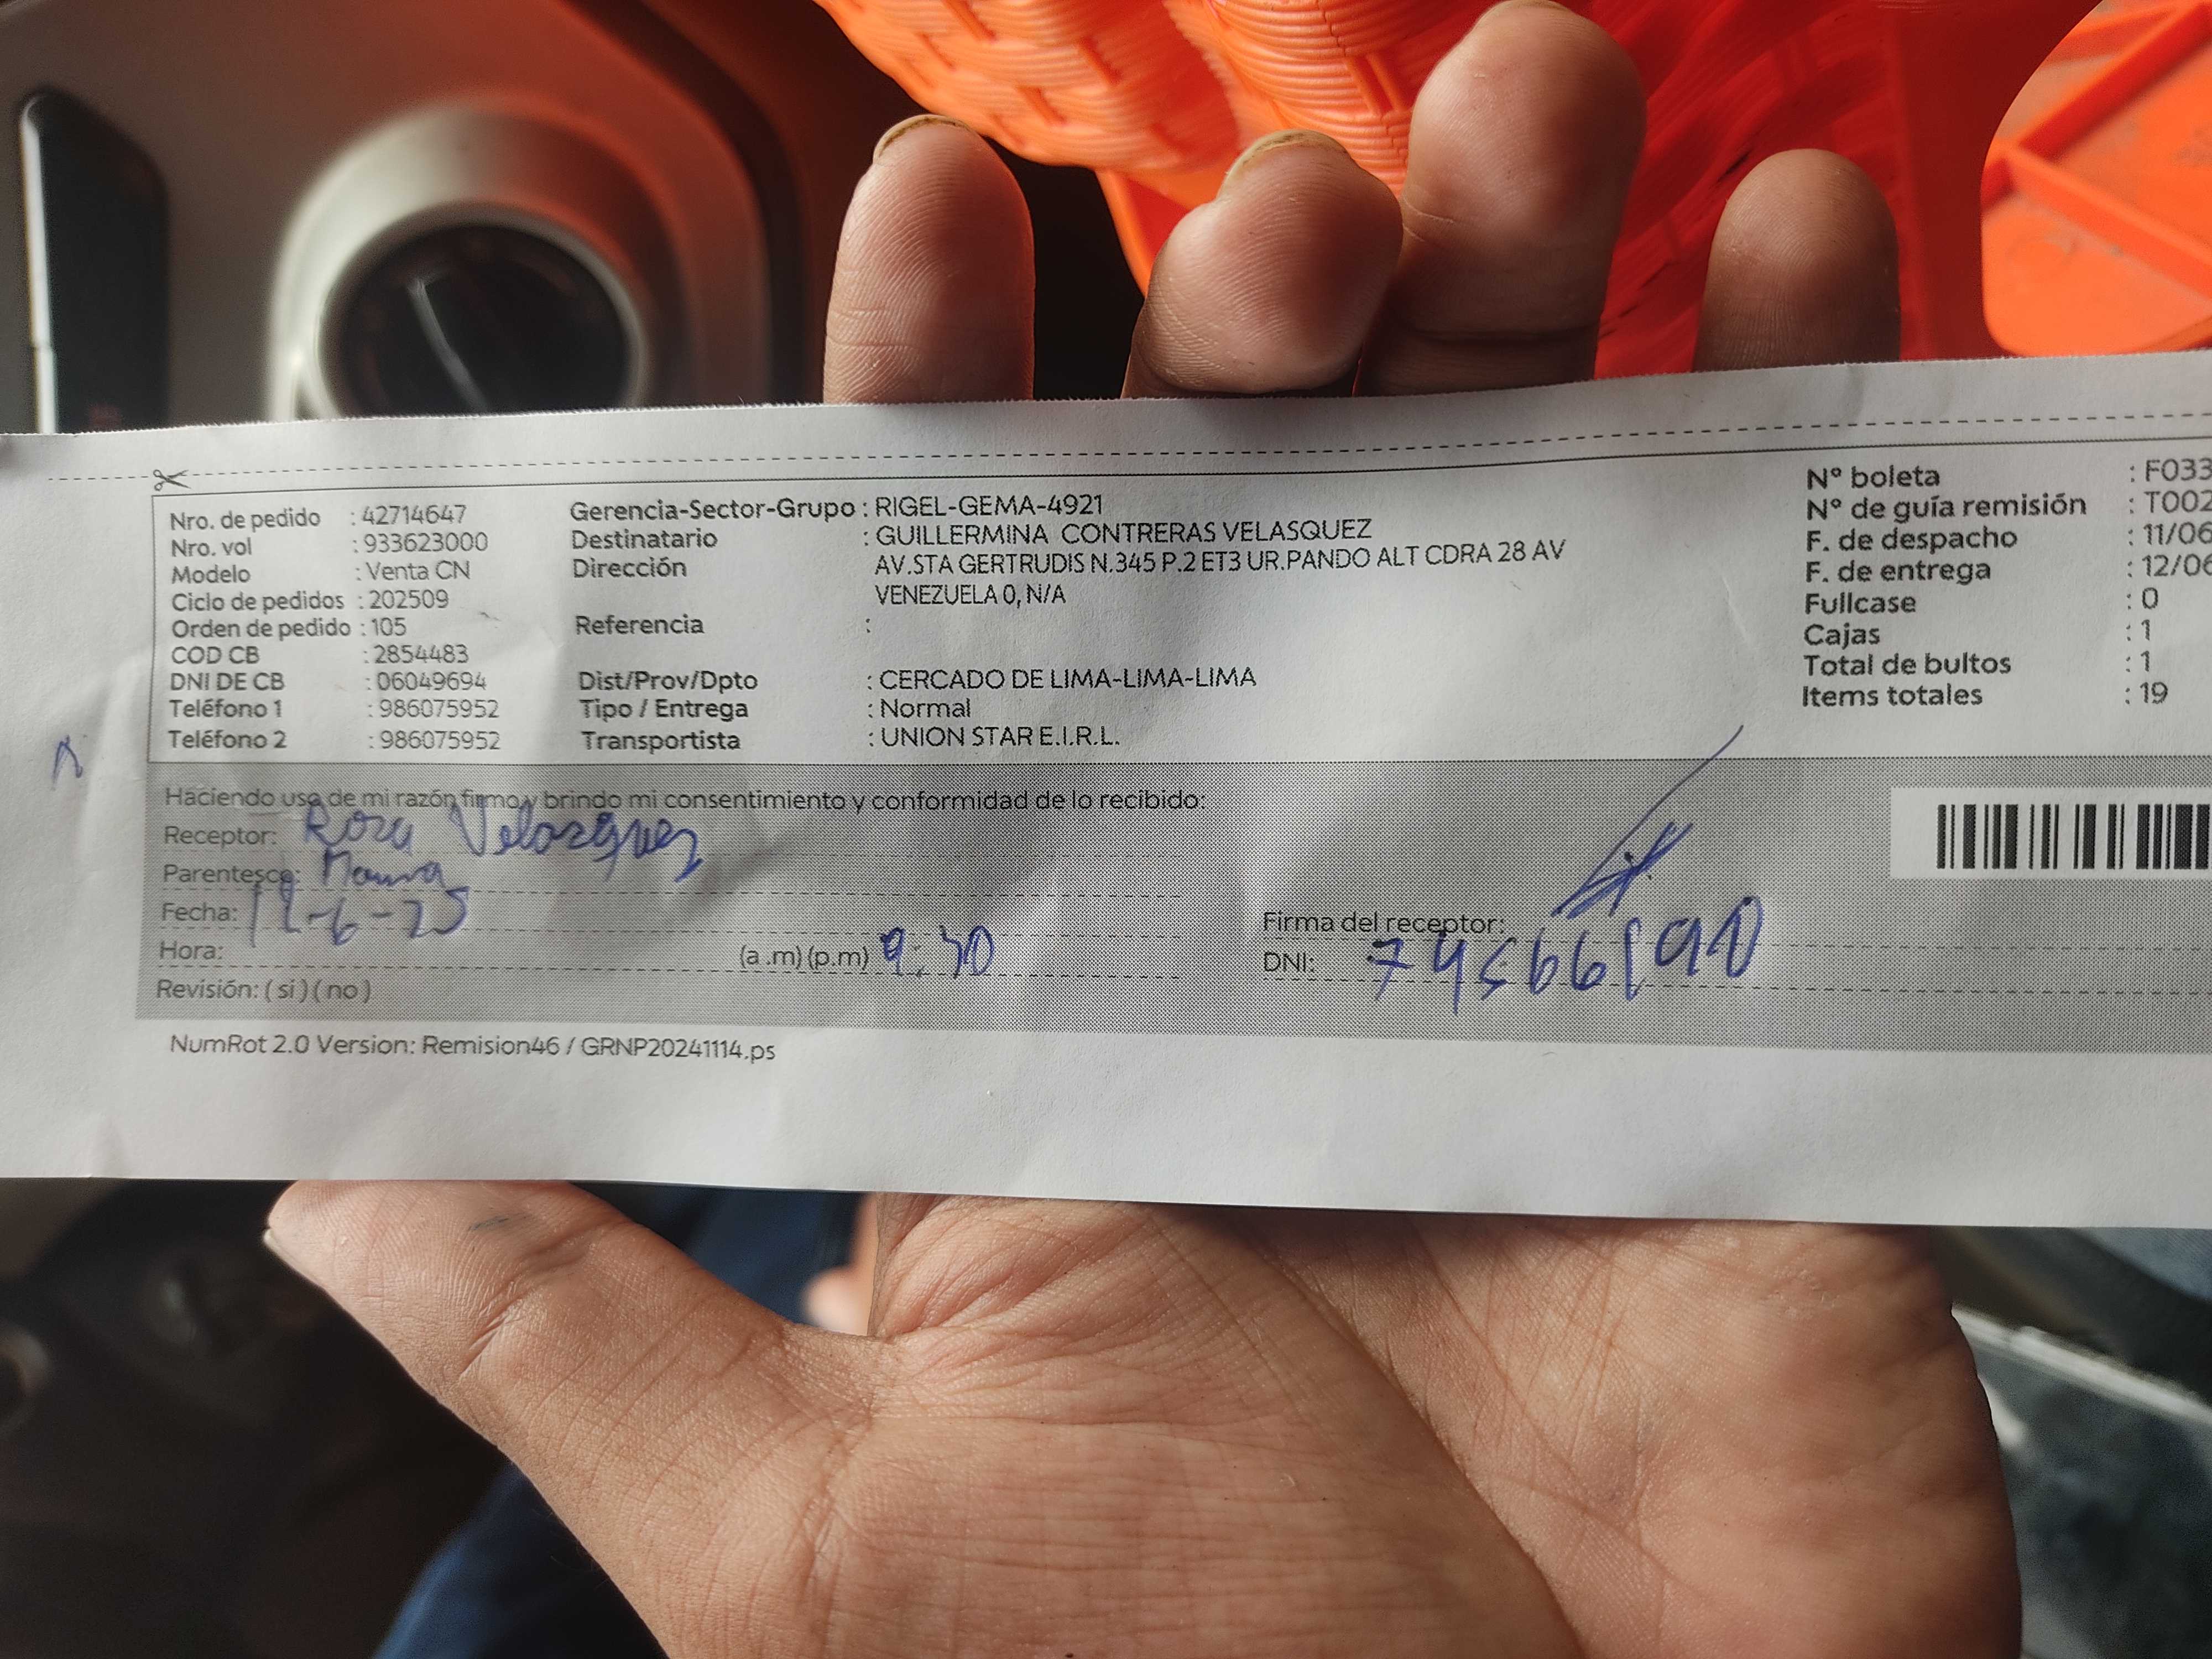 Nro. de pedido : 42714647
Nro. vol : 933623000
Modelo : Venta CN
Ciclo de pedidos : 202509
Orden de pedido : 105
COD CB : 2854483
DNI DE CB : 06049694
Teléfono 1 : 986075952
Teléfono 2 : 986075952
Gerencia-Sector-Grupo : RIGEL-GEMA-4921
Destinatario : GUILLERMINA CONTRERAS VELASQUEZ
Dirección AV.STA GERTRUDIS N.345 P.2 ET3 UR.PANDO ALT CDRA 28 AV
VENEZUELA 0, N/A
Referencia :
Dist/Prov/Dpto : CERCADO DE LIMA-LIMA-LIMA
Tipo / Entrega : Normal
Transportista : UNION STAR E.I.R.L.
N° boleta : F033
N° de guía remisión : T002
F. de despacho : 11/06
F. de entrega : 12/06
Fullcase : 0
Cajas : 1
Total de bultos : 1
Items totales : 19
Haciendo uso de mi razón firmo y brindo mi consentimiento y conformidad de lo recibido:
Receptor: Rosa Velazquez
Parentesco:
Fecha: 12-6-25
Hora: (a .m) (p.m) 9:30
Revisión: ( si ) ( no )
Firma del receptor:
DNI:
NumRot 2.0 Version: Remision46 / GRNP20241114.ps